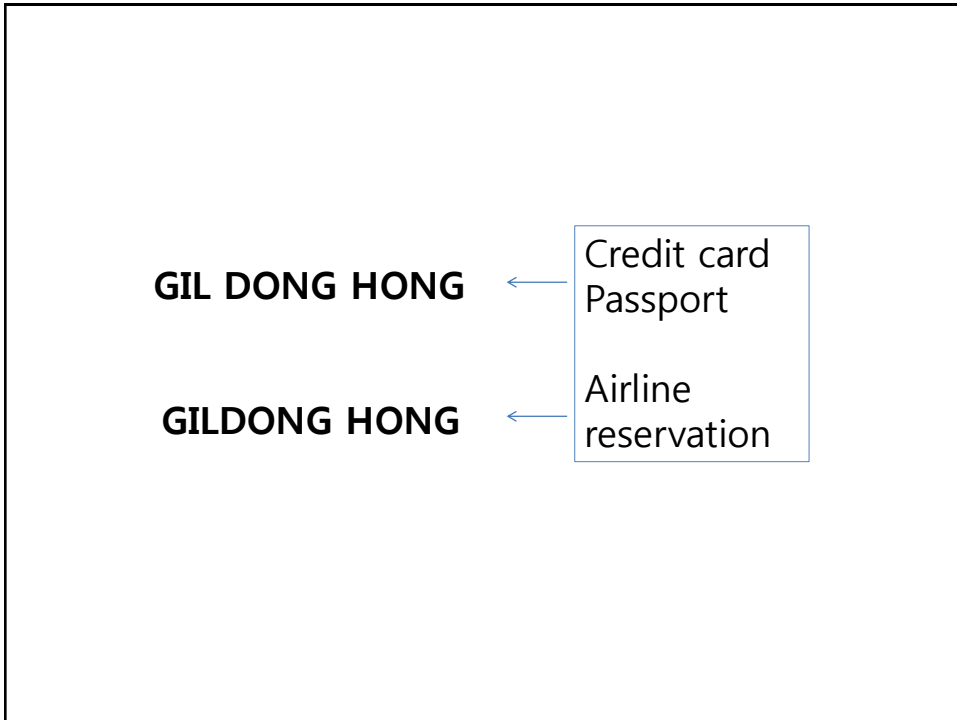 GIL DONG HONG
Credit card
Passport
GILDONG HONG
Airline
reservation